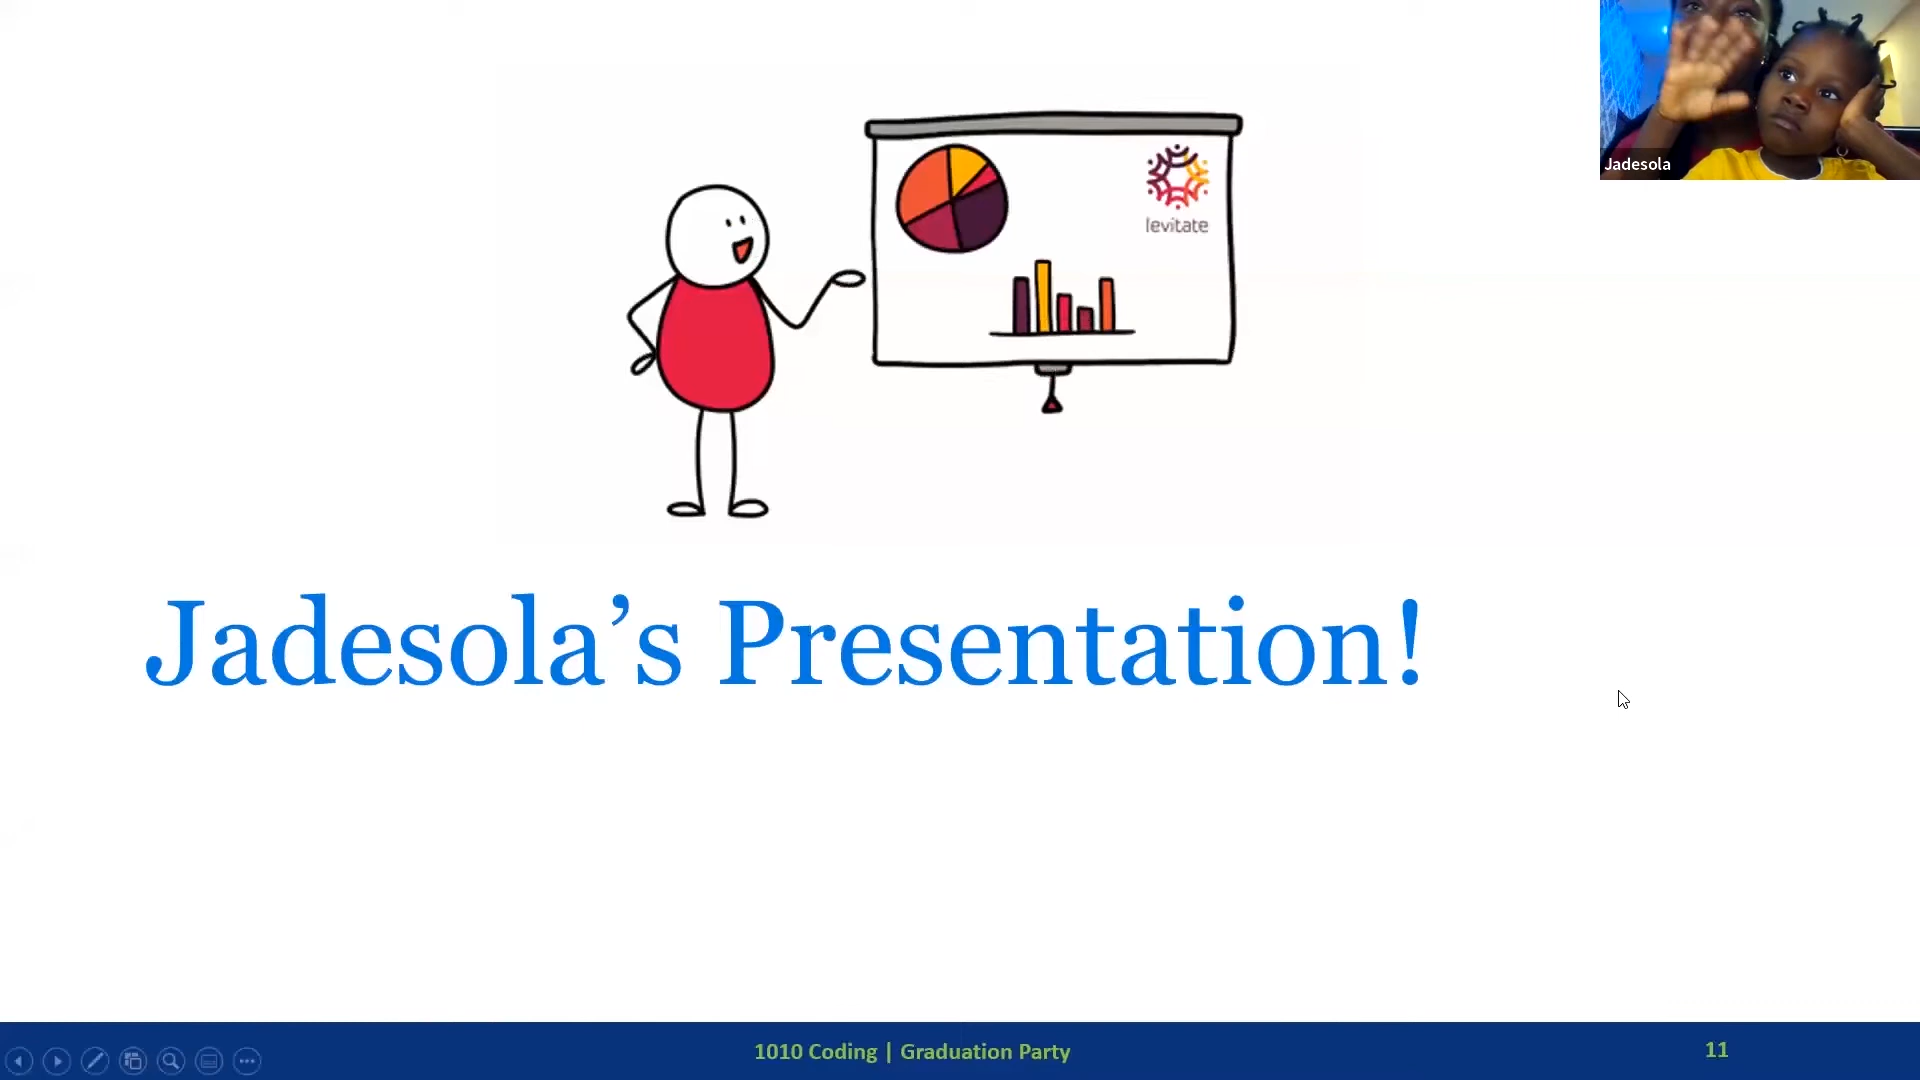 Jadesola
levitate
Jadesola’s Presentation!
1010 Coding | Graduation Party
11